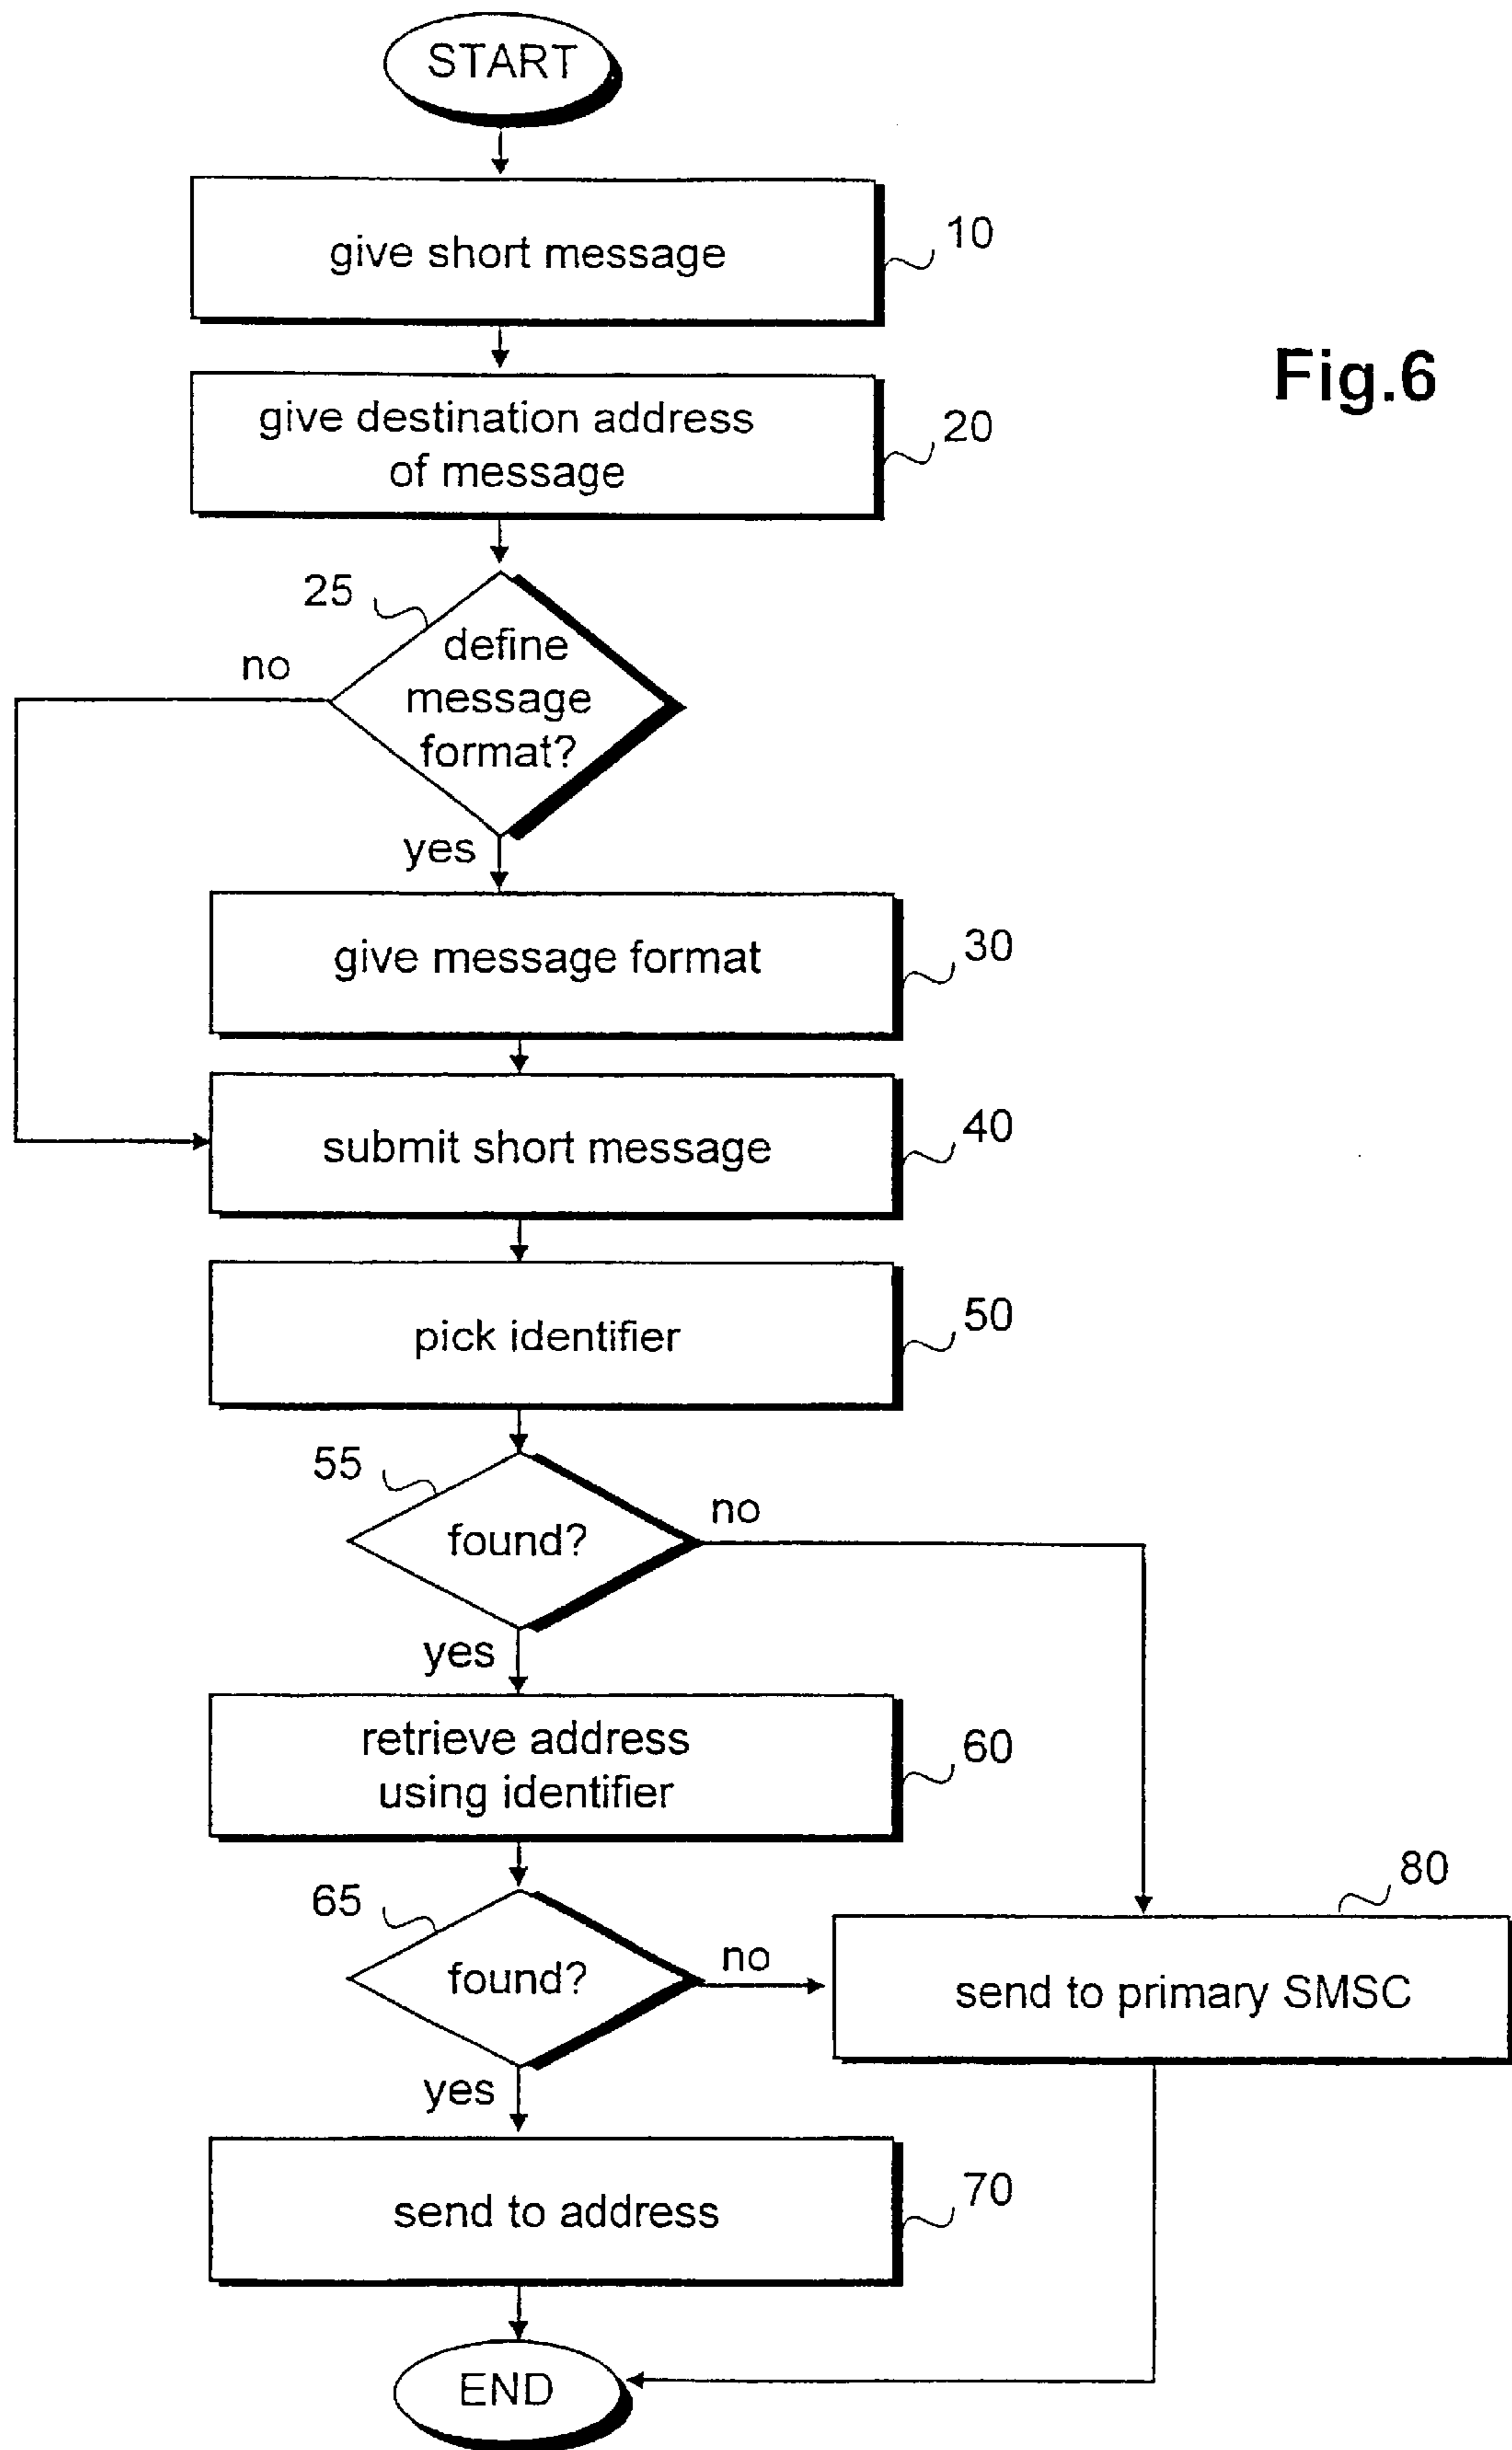 START
give short message
10
Fig.6
give destination address
of message
20
25
define
message
format?
no
yes
give message format
30
submit short message
40
pick identifier
50
55
found?
no
yes
retrieve address
using identifier
60
65
found?
no
80
send to primary SMSC
yes
send to address
70
END